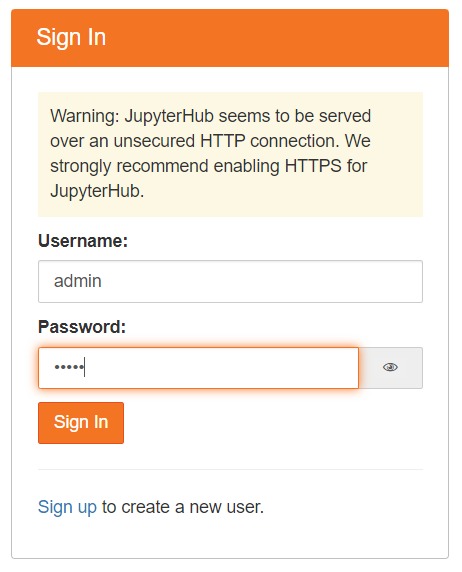 Sign In
Warning: JupyterHub seems to be served
over an unsecured HTTP connection. We
strongly recommend enabling HTTPS for
JupyterHub.
Username:
admin
Password:
•••••
Sign In
Sign up to create a new user.